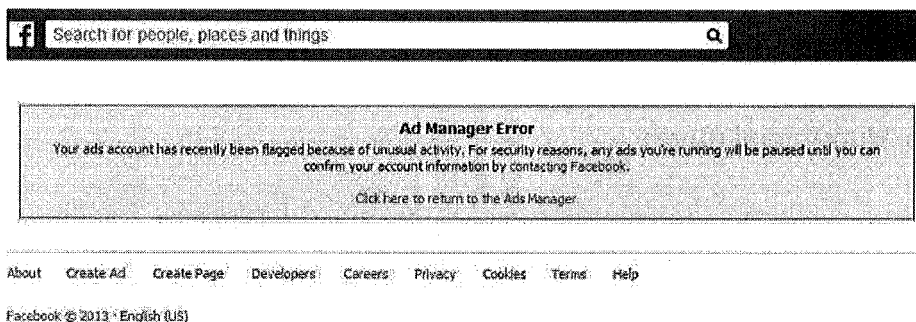 f Search for people, places and things
Ad Manager Error
Your ads account has recently been flagged because of unusual activity. For security reasons, any ads you're running will be paused until you can
confirm your account information by contacting Facebook.
Click here to return to the Ads Manager
About Create Ad Create Page Developers Careers Privacy Cookies Terms Help
Facebook © 2013 · English (US)